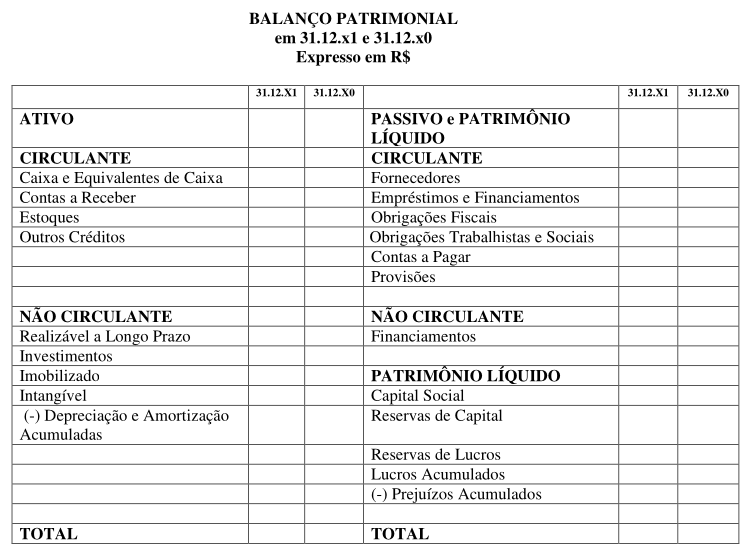 BALANÇO PATRIMONIAL
em 31.12.x1 e 31.12.x0
Expresso em R$
31.12.X1 31.12.X0 31.12.X1 31.12.X0
ATIVO PASSIVO e PATRIMÔNIO
LÍQUIDO
CIRCULANTE CIRCULANTE
Caixa e Equivalentes de Caixa Fornecedores
Contas a Receber Empréstimos e Financiamentos
Estoques Obrigações Fiscais
Outros Créditos Obrigações Trabalhistas e Sociais
Contas a Pagar
Provisões
NÃO CIRCULANTE NÃO CIRCULANTE
Realizável a Longo Prazo Financiamentos
Investimentos
Imobilizado PATRIMÔNIO LÍQUIDO
Intangível Capital Social
(-) Depreciação e Amortização Reservas de Capital
Acumuladas
Reservas de Lucros
Lucros Acumulados
(-) Prejuízos Acumulados
TOTAL TOTAL